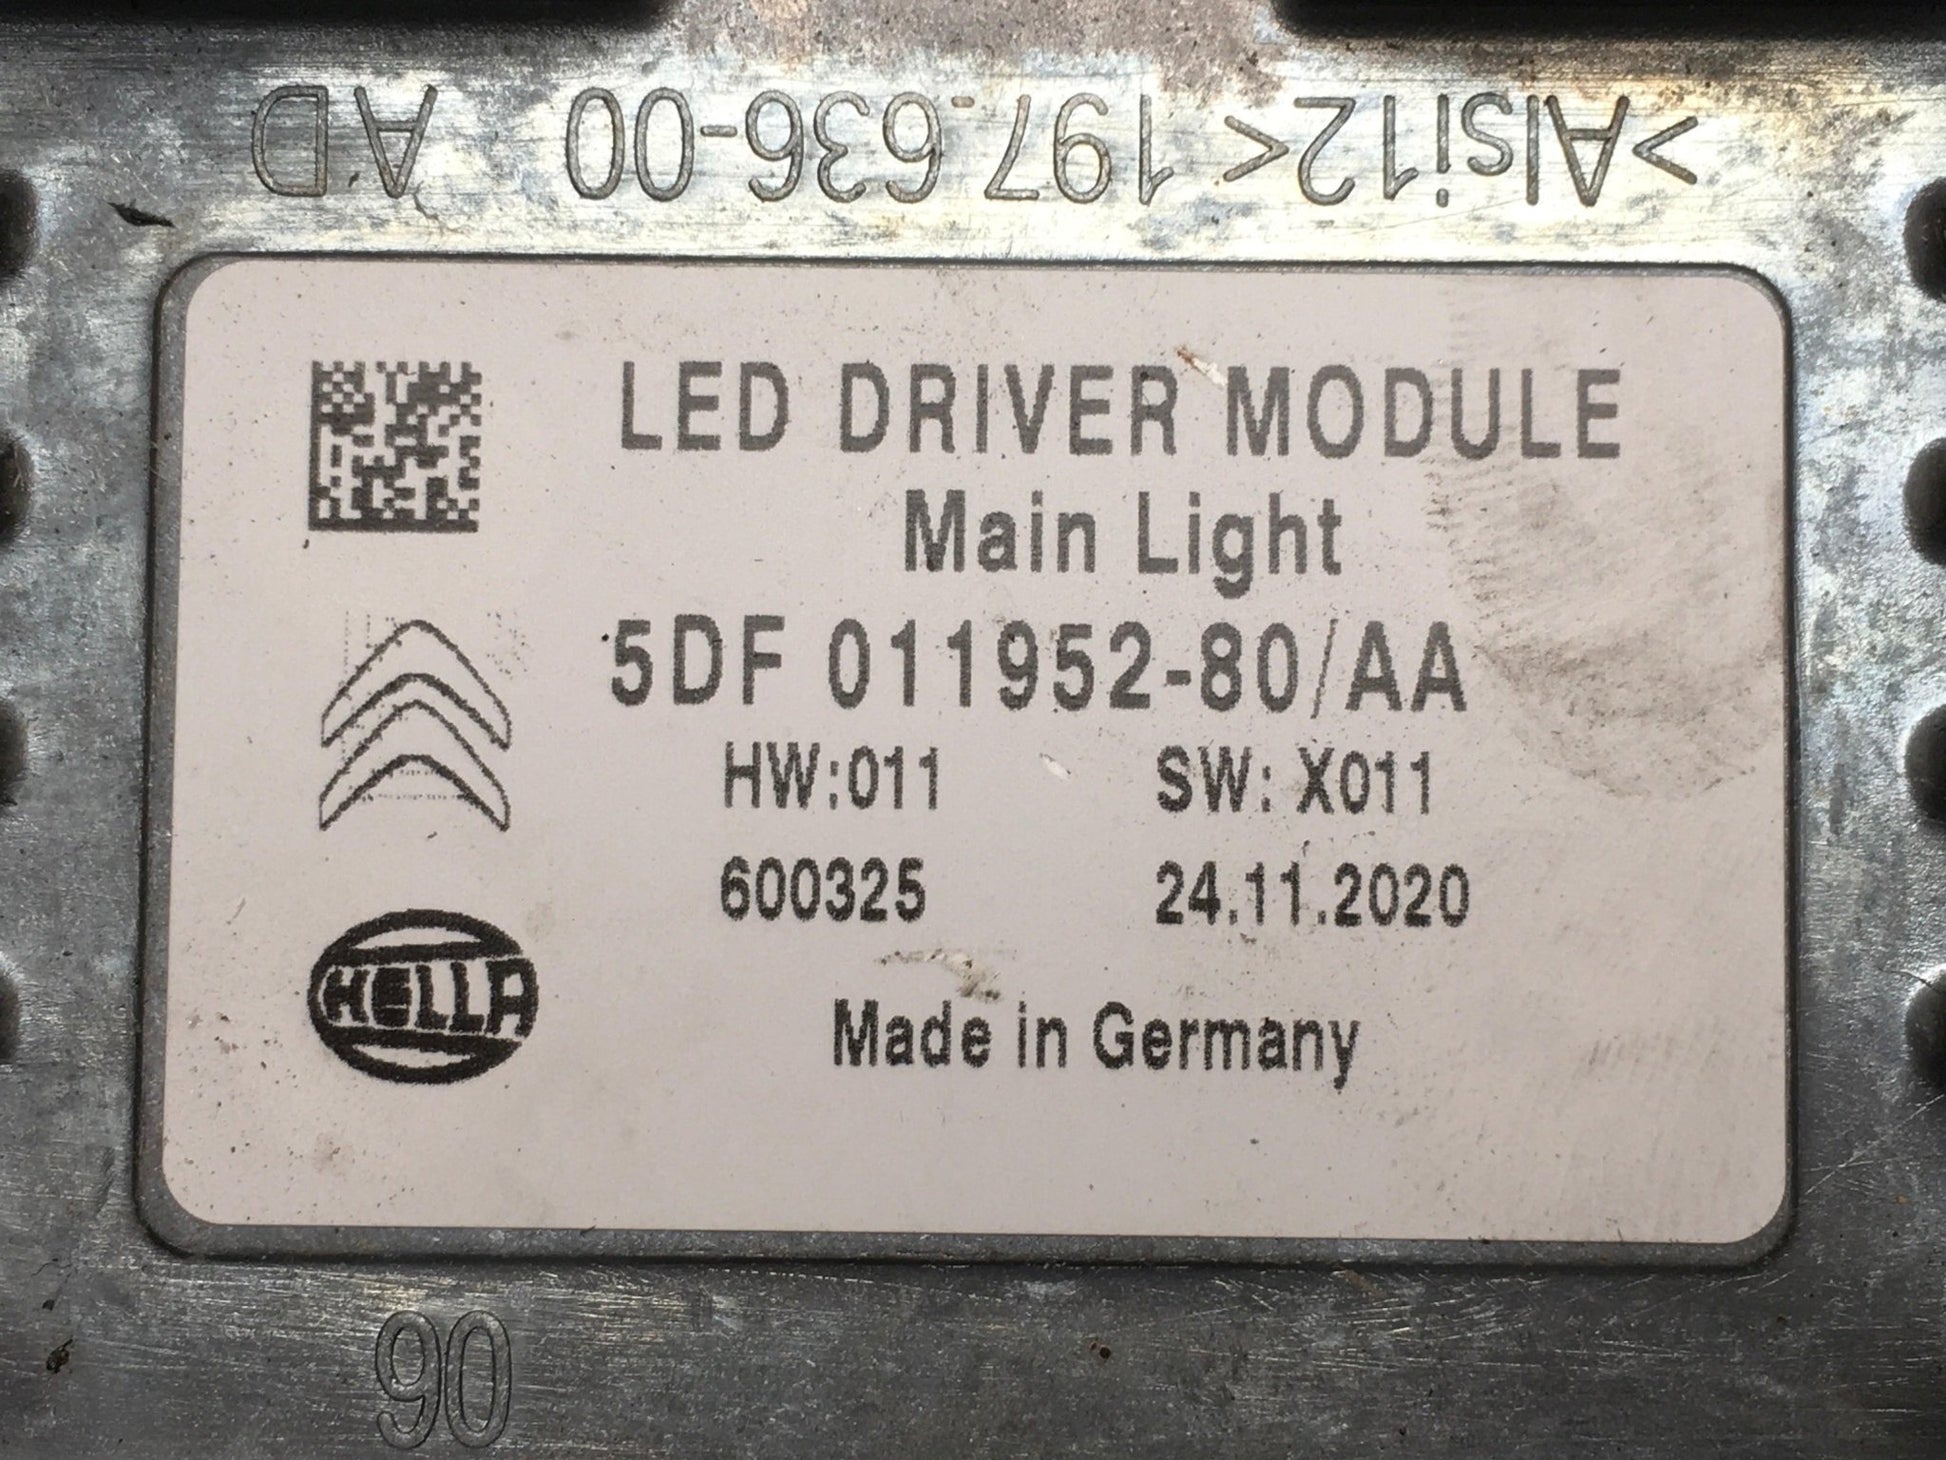 >AlSi12< 197.636-00 AD
LED DRIVER MODULE
Main Light
5DF 011952-80/AA
HW:011 SW: X011
600325 24.11.2020
HELLA
Made in Germany
06